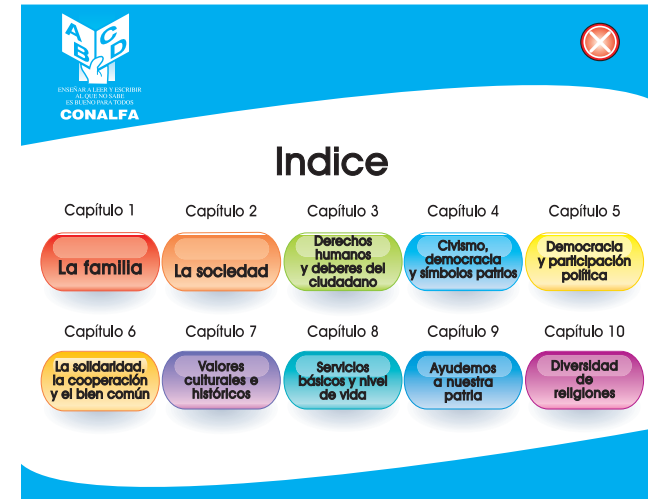 A B C D
ENSEÑAR A LEER Y ESCRIBIR
AL QUE NO SABE
ES BUENO PARA TODOS
CONALFA
Indice
Capítulo 1
La familia
Capítulo 2
La sociedad
Capítulo 3
Derechos
humanos
y deberes del
ciudadano
Capítulo 4
Civismo,
democracia
y símbolos patrios
Capítulo 5
Democracia
y participación
política
Capítulo 6
La solidaridad,
la cooperación
y el bien común
Capítulo 7
Valores
culturales e
históricos
Capítulo 8
Servicios
básicos y nivel
de vida
Capítulo 9
Ayudemos
a nuestra
patria
Capítulo 10
Diversidad
de
religiones